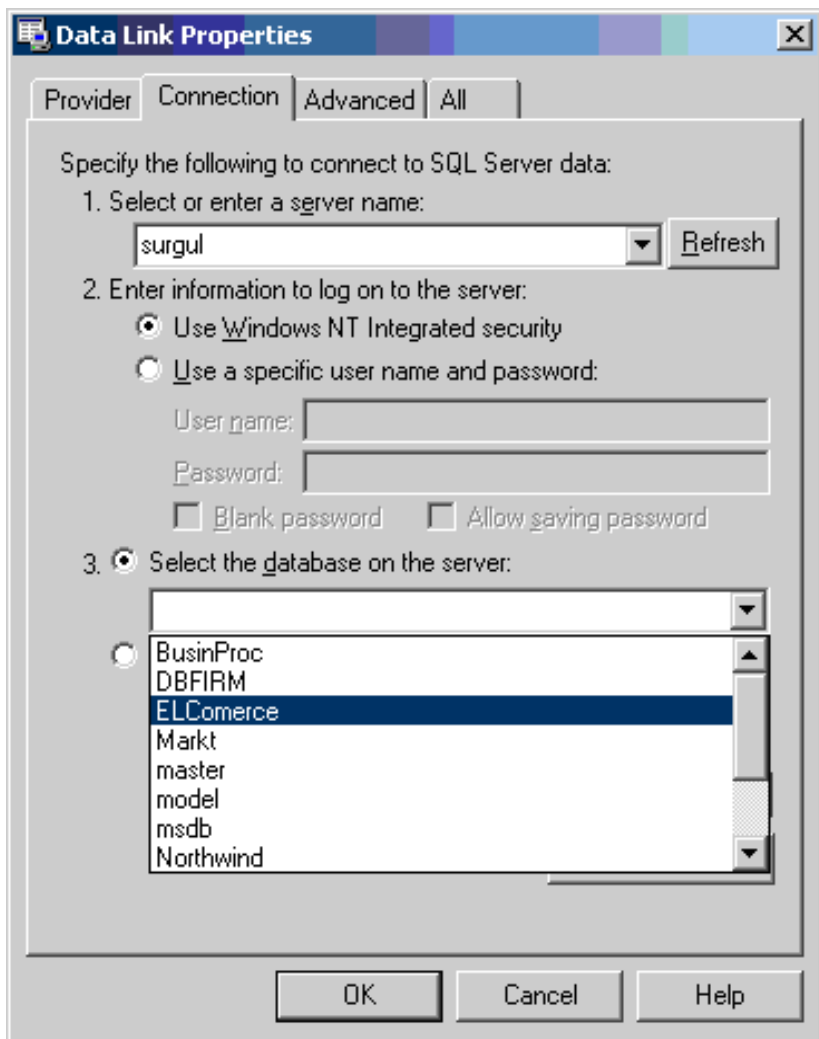 Data Link Properties
Provider Connection Advanced All
Specify the following to connect to SQL Server data:
1. Select or enter a server name:
surgul Refresh
2. Enter information to log on to the server:
Use Windows NT Integrated security
Use a specific user name and password:
User name:
Password:
Blank password Allow saving password
3. Select the database on the server:
BusinProc
DBFIRM
ELComerce
Markt
master
model
msdb
Northwind
OK Cancel Help